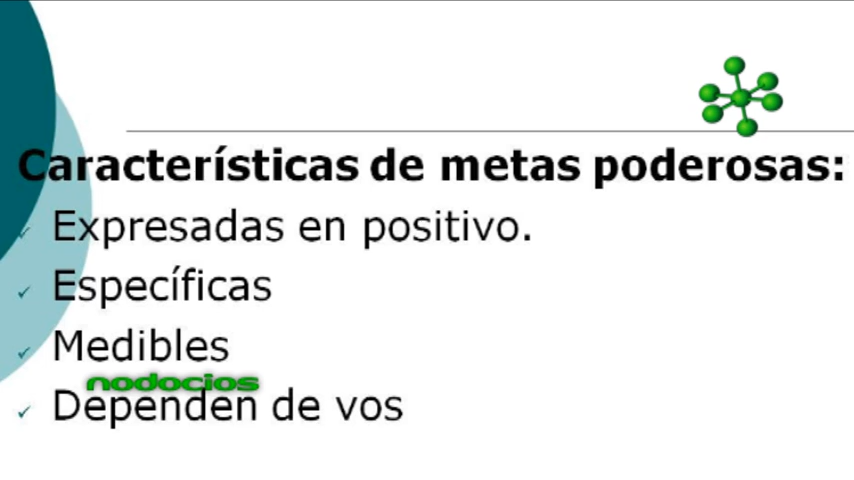 Características de metas poderosas:
Expresadas en positivo.
Específicas
Medibles
nodocios
Dependen de vos